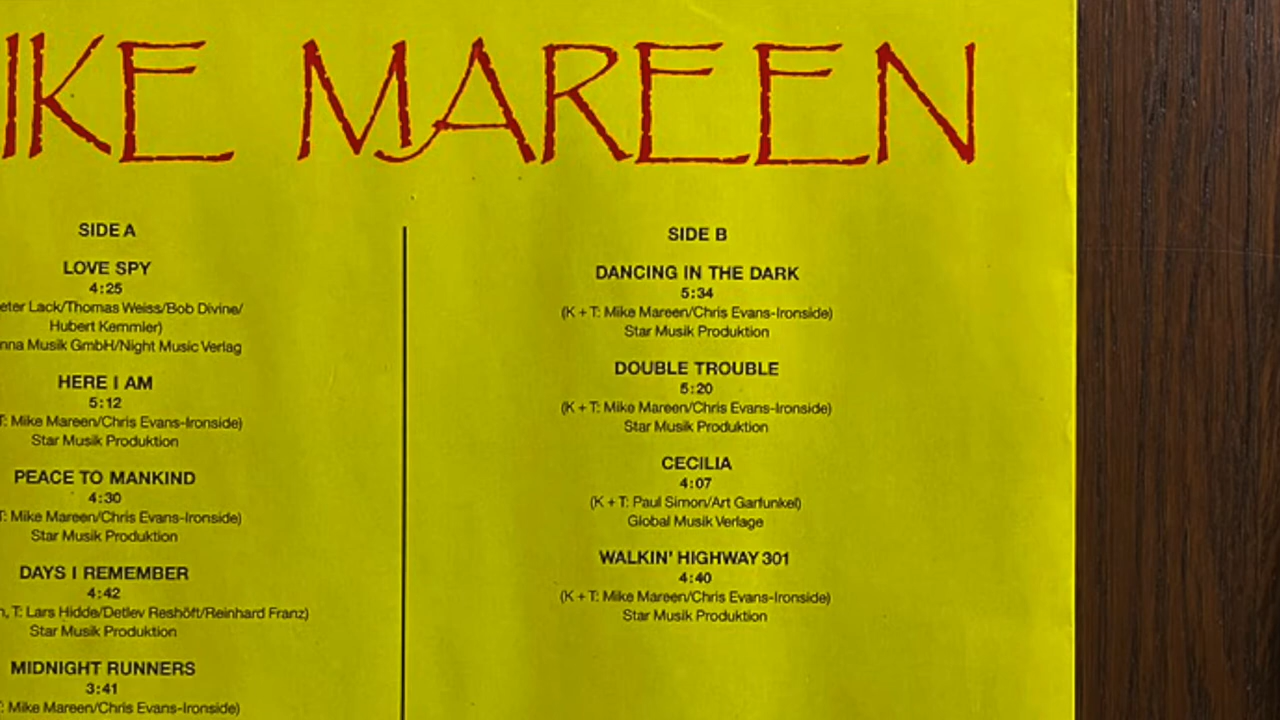 IKE MAREEN
SIDE A
LOVE SPY
4:25
Lack/Thomas Weiss/Bob Divine/
Hubert Kemmler)
Musik GmbH/Night Music Verlag
HERE I AM
5:12
T: Mike Mareen/Chris Evans-Ironside)
Star Musik Produktion
PEACE TO MANKIND
4:30
T: Mike Mareen/Chris Evans-Ironside)
Star Musik Produktion
DAYS I REMEMBER
4:42
n, T: Lars Hidde/Detlev Reshöft/Reinhard Franz)
Star Musik Produktion
MIDNIGHT RUNNERS
3:41
: Mike Mareen/Chris Evans-Ironside)
SIDE B
DANCING IN THE DARK
5:34
(K + T: Mike Mareen/Chris Evans-Ironside)
Star Musik Produktion
DOUBLE TROUBLE
5:20
(K + T: Mike Mareen/Chris Evans-Ironside)
Star Musik Produktion
CECILIA
4:07
(K + T: Paul Simon/Art Garfunkel)
Global Musik Verlage
WALKIN' HIGHWAY 301
4:40
(K + T: Mike Mareen/Chris Evans-Ironside)
Star Musik Produktion